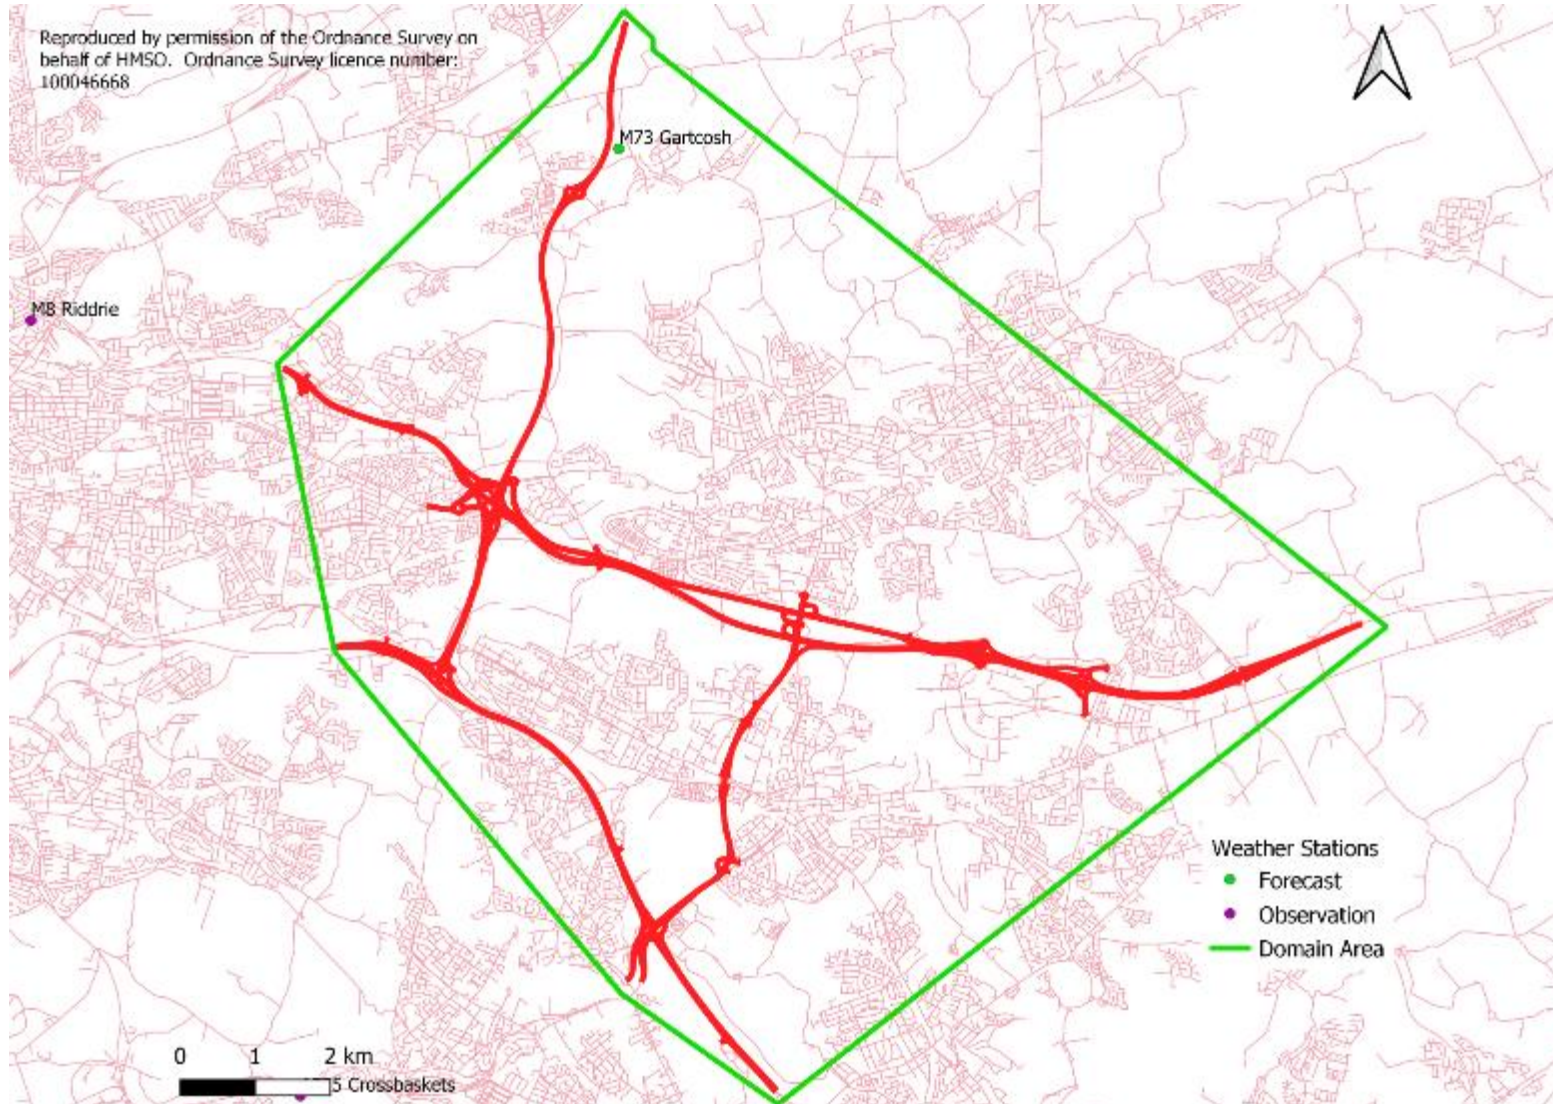 Reproduced by permission of the Ordnance Survey on
behalf of HMSO. Ordnance Survey licence number:
100046668
M73 Gartcosh
M8 Riddrie
Weather Stations
Forecast
Observation
Domain Area
0 1 2 km
5 Crossbaskets